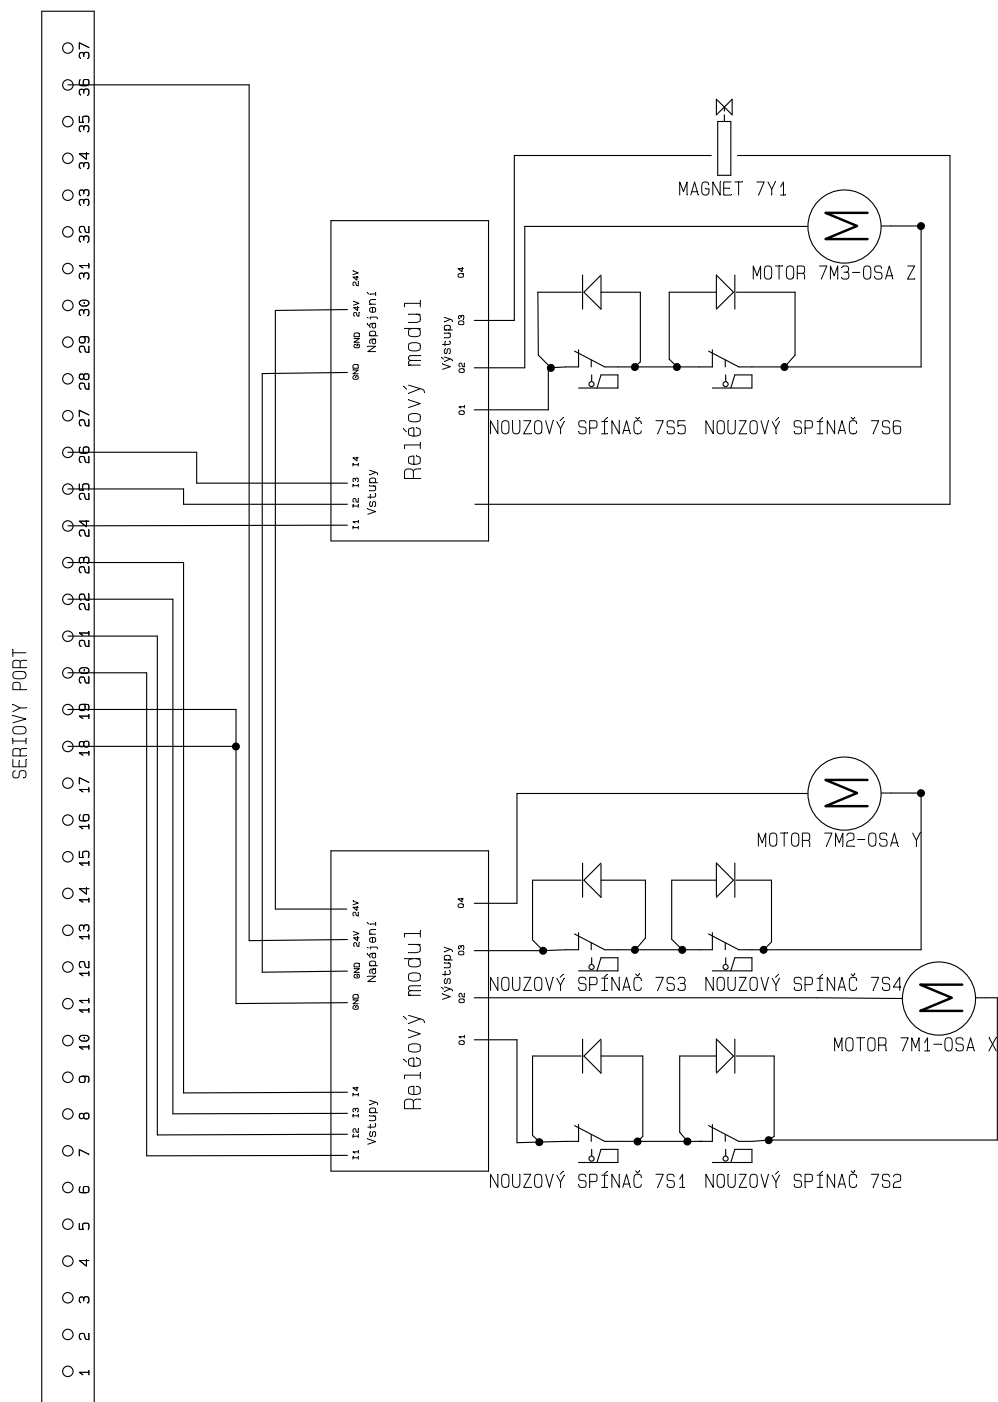 SERIOVY PORT
37
36
35
34
33
32
31
30
29
28
27
26
25
24
23
22
21
20
19
18
17
16
15
14
13
12
11
10
9
8
7
6
5
4
3
2
1
24V
24V
GND
GND
Napájení
I4
I3
I2
I1
Vstupy
Reléový modul
Výstupy
O4
O3
O2
O1
MAGNET 7Y1
M
MOTOR 7M3-OSA Z
NOUZOVÝ SPÍNAČ 7S5
NOUZOVÝ SPÍNAČ 7S6
24V
24V
GND
GND
Napájení
I4
I3
I2
I1
Vstupy
Reléový modul
Výstupy
O4
O3
O2
O1
M
MOTOR 7M2-OSA Y
NOUZOVÝ SPÍNAČ 7S3
NOUZOVÝ SPÍNAČ 7S4
M
MOTOR 7M1-OSA X
NOUZOVÝ SPÍNAČ 7S1
NOUZOVÝ SPÍNAČ 7S2